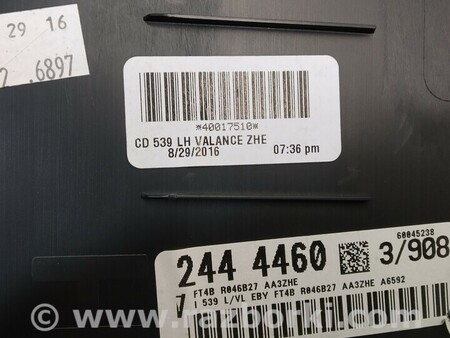 29 16
.6897
*40017510*
CD 539 LH VALANCE ZHE
8/29/2016 07:36 pm
60045238
244 4460 3/908
7 FT4B R046B27 AA3ZHE
539 L/VL EBY FT4B R046B27 AA3ZHE A6592
www.razborki.com